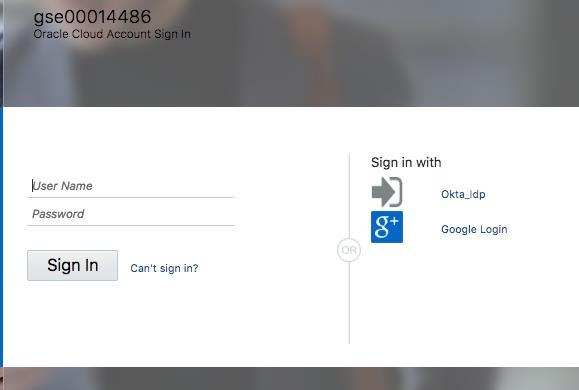 gse00014486
Oracle Cloud Account Sign In
User Name
Password
Sign In
Can't sign in?
OR
Sign in with
Okta_Idp
g+
Google Login